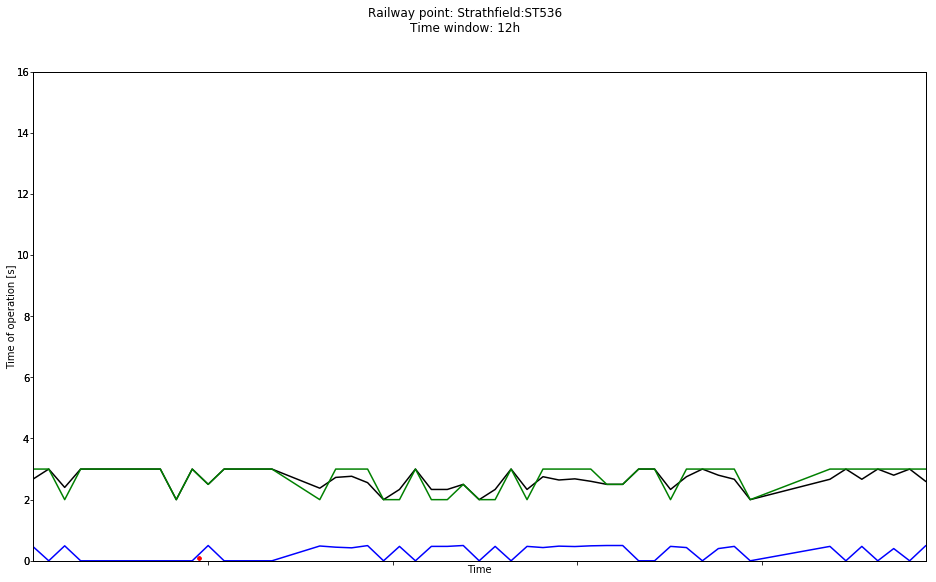 Railway point: Strathfield:ST536
Time window: 12h
16
14
12
10
8
6
4
2
0
Time of operation [s]
Time